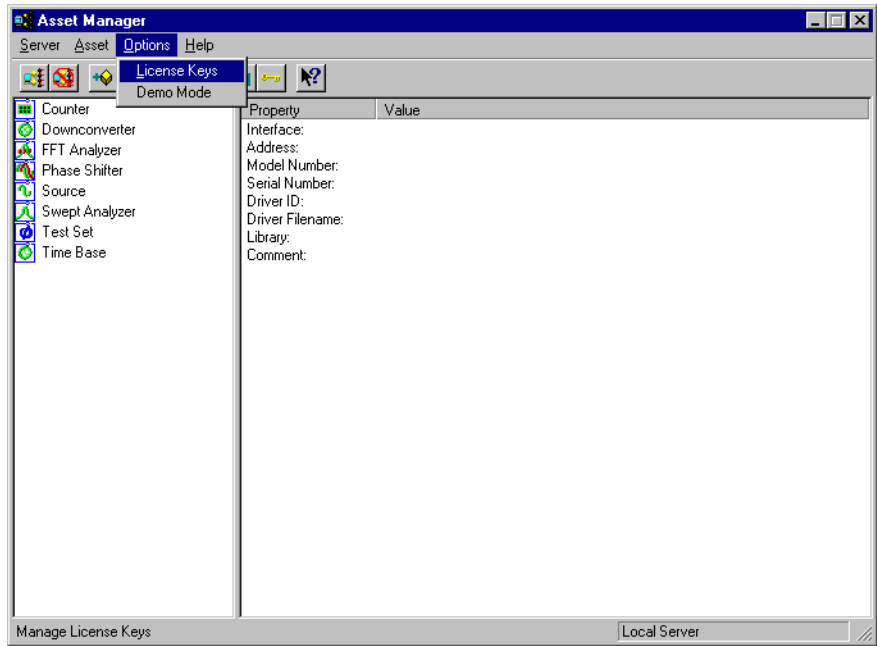 Asset Manager
Server Asset Options Help
License Keys
Demo Mode
Counter
Downconverter
FFT Analyzer
Phase Shifter
Source
Swept Analyzer
Test Set
Time Base
Property Value
Interface:
Address:
Model Number:
Serial Number:
Driver ID:
Driver Filename:
Library:
Comment:
Manage License Keys
Local Server